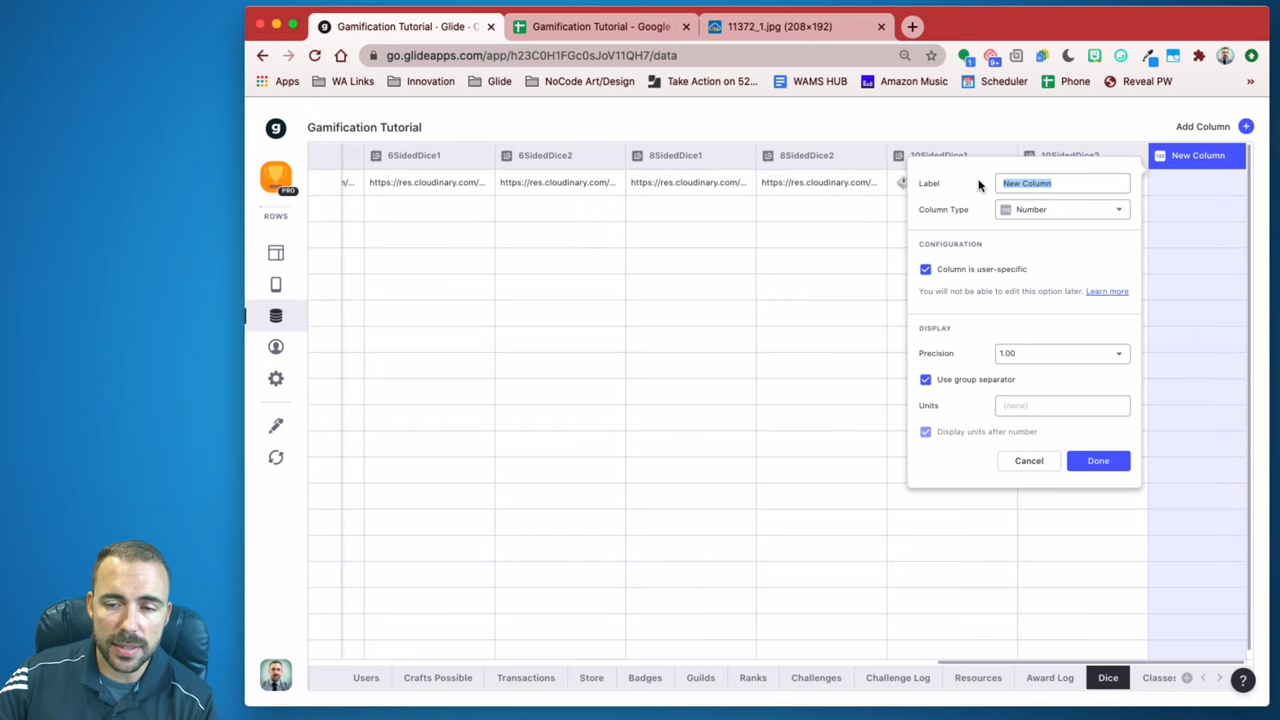 Gamification Tutorial - Glide - C
Gamification Tutorial - Google
11372_1.jpg (208×192)
go.glideapps.com/app/h23C0H1FGc0sJoV11QH7/data
Apps
WA Links
Innovation
Glide
NoCode Art/Design
Take Action on 52...
WAMS HUB
Amazon Music
Scheduler
Phone
Reveal PW
Gamification Tutorial
Add Column
PRO
ROWS
6SidedDice1
6SidedDice2
8SidedDice1
8SidedDice2
10SidedDice1
10SidedDice2
New Column
n/...
https://res.cloudinary.com/...
https://res.cloudinary.com/...
https://res.cloudinary.com/...
https://res.cloudinary.com/...
Label
New Column
Column Type
Number
CONFIGURATION
Column is user-specific
You will not be able to edit this option later. Learn more
DISPLAY
Precision
1.00
Use group separator
Units
(none)
Display units after number
Cancel
Done
Users
Crafts Possible
Transactions
Store
Badges
Guilds
Ranks
Challenges
Challenge Log
Resources
Award Log
Dice
Classes
?